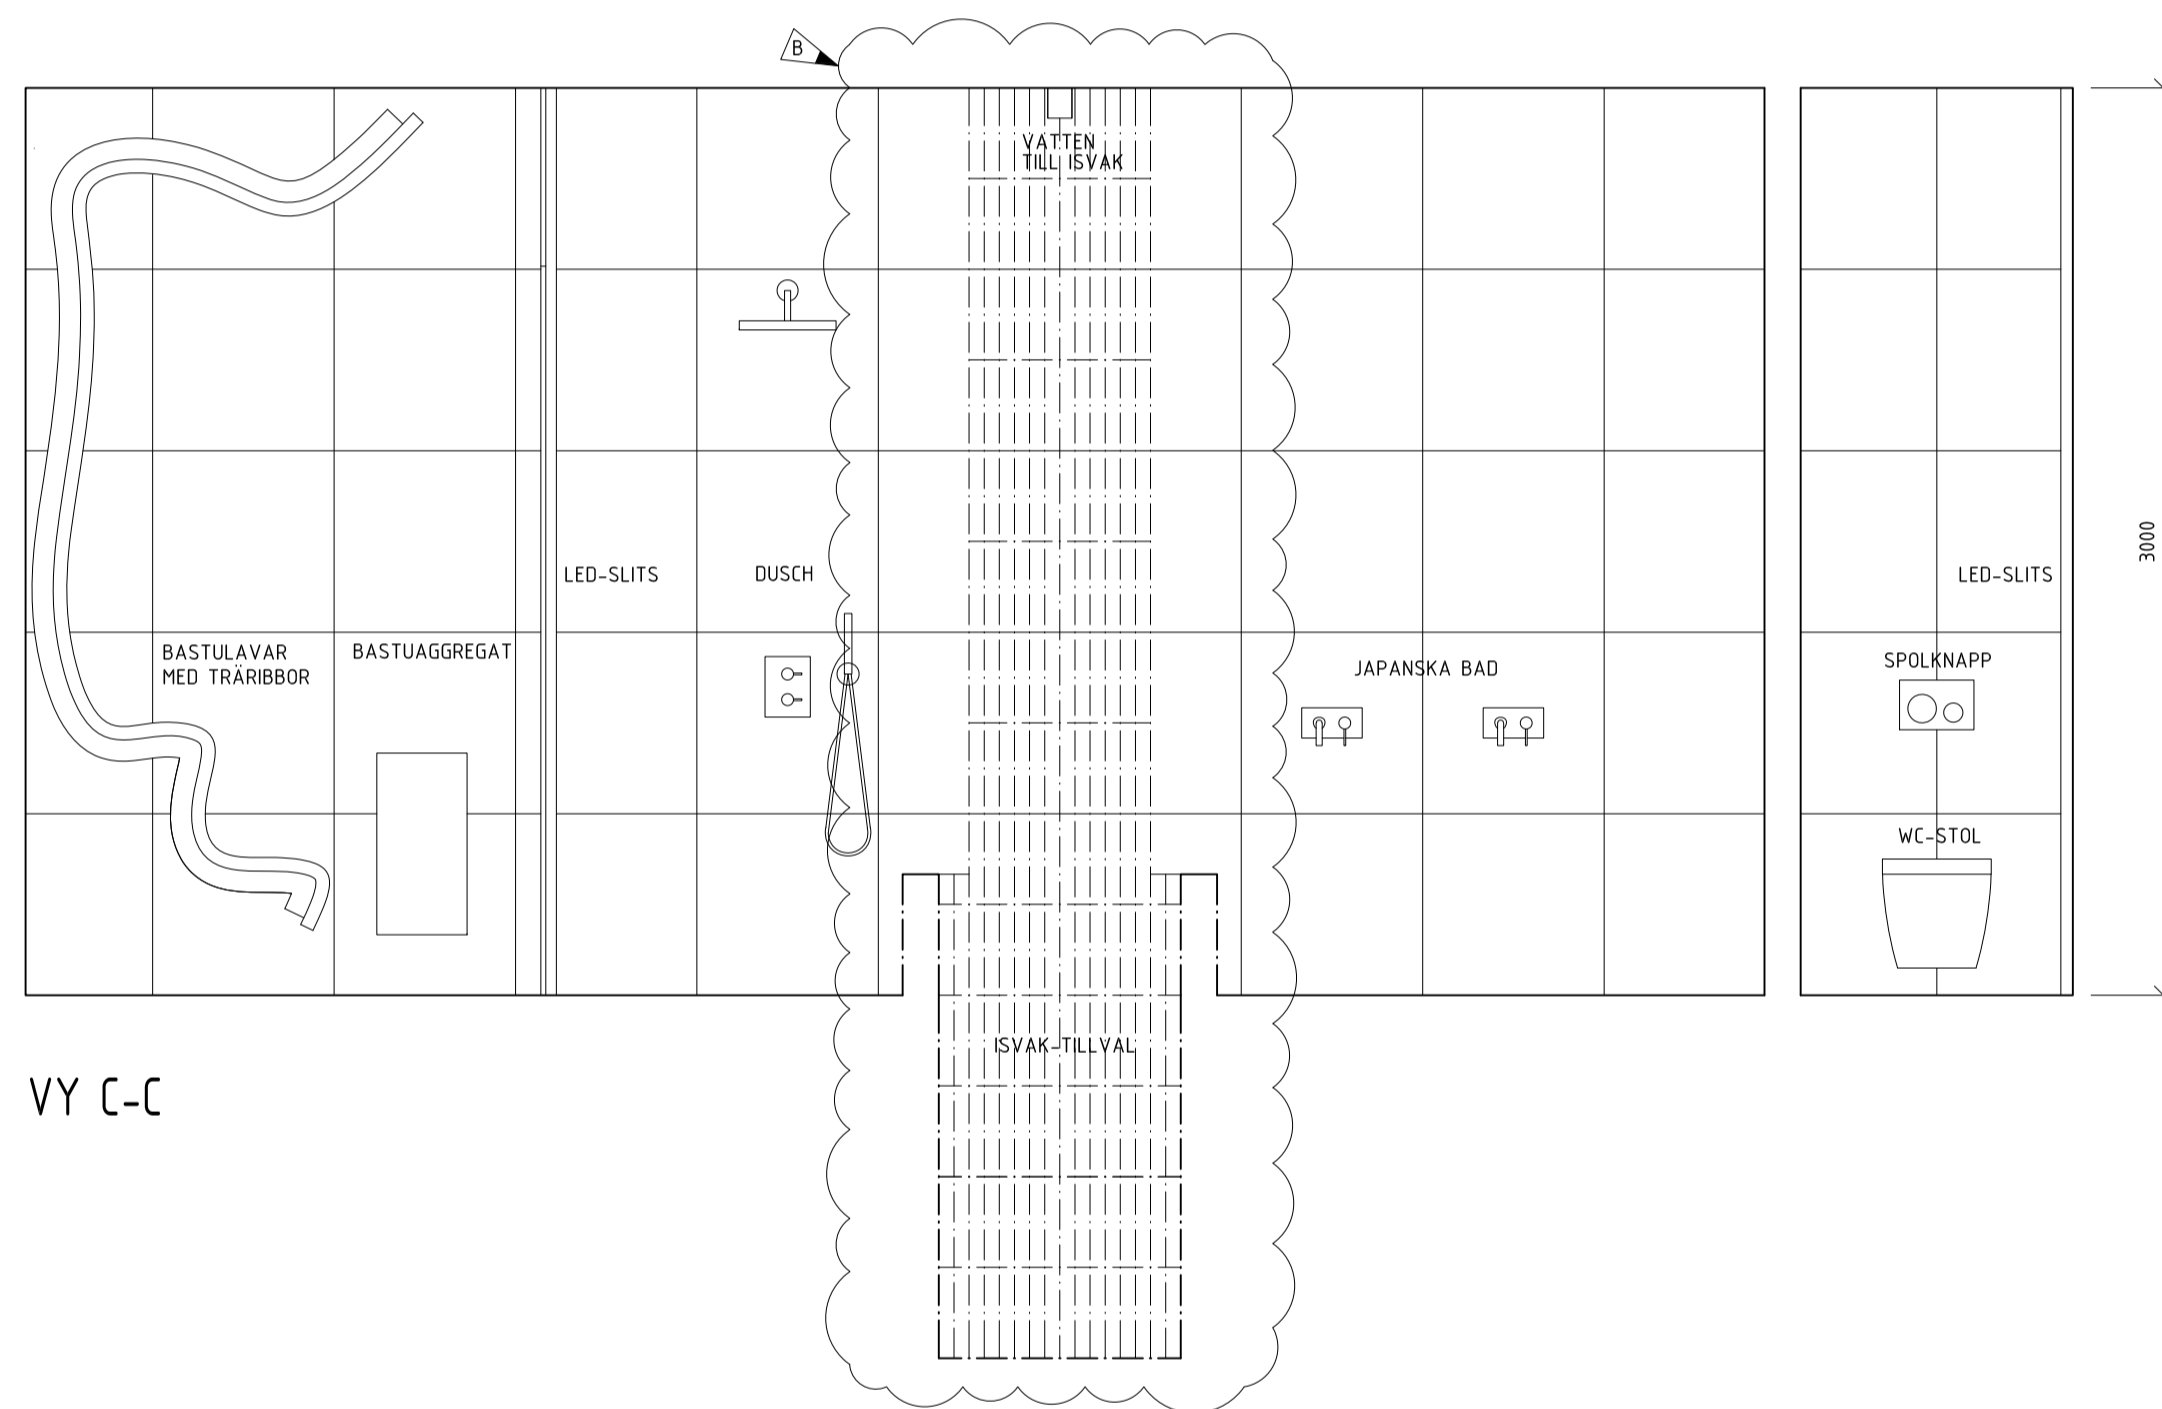 B
VATTEN
TILL ISVAK
LED-SLITS
DUSCH
LED-SLITS
3000
BASTULAVAR
MED TRÄRIBBOR
BASTUAGGREGAT
JAPANSKA BAD
SPOLKNAPP
WC-STOL
ISVAK-TILLVAL
VY C-C